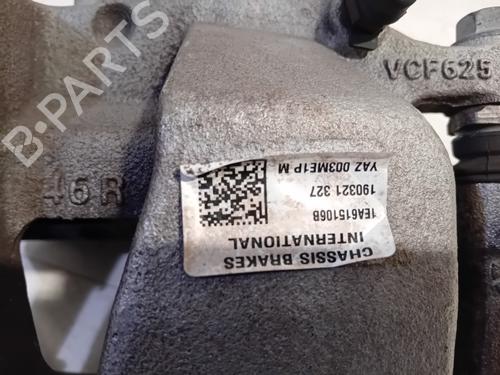 B-PARTS
VCF625
46R
CHASSIS BRAKES
INTERNATIONAL
1EA615106B
190321 327
YAZ 003ME1P M